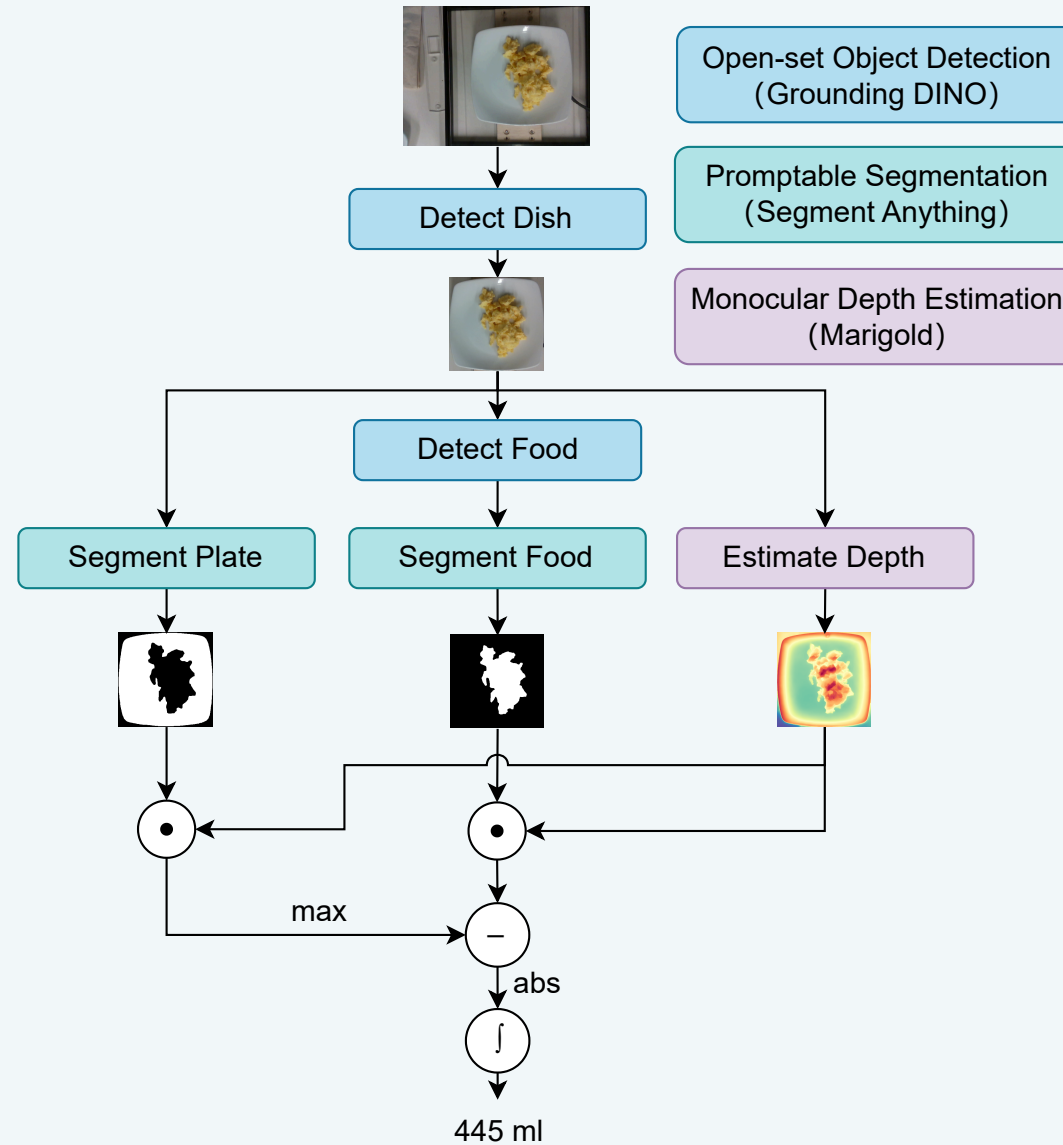 Open-set Object Detection
(Grounding DINO)
Detect Dish
Promptable Segmentation
(Segment Anything)
Monocular Depth Estimation
(Marigold)
Detect Food
Segment Plate
Segment Food
Estimate Depth
max
−
abs
∫
445 ml